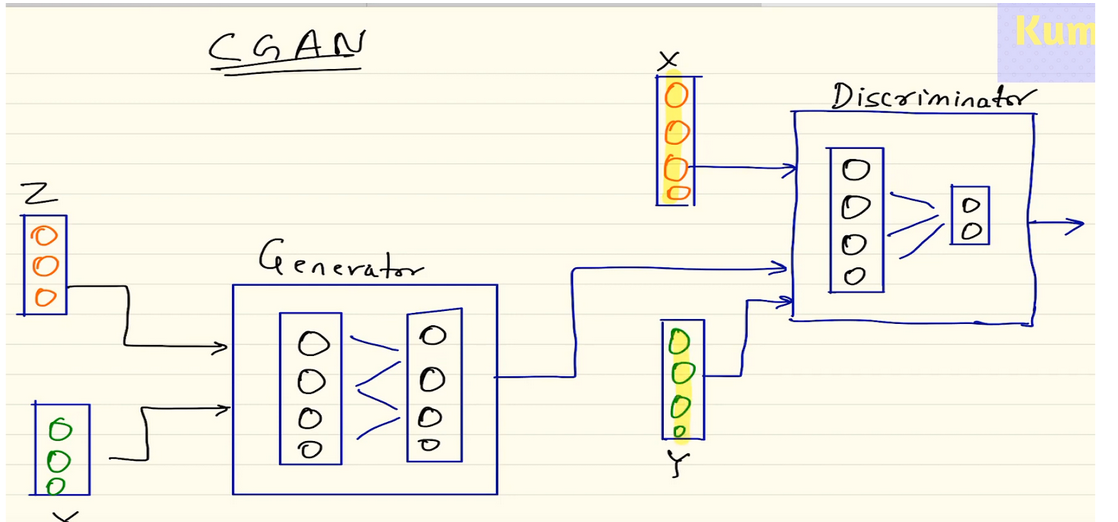 CGAN
Kum
X
Discriminator
Z
Generator
Y